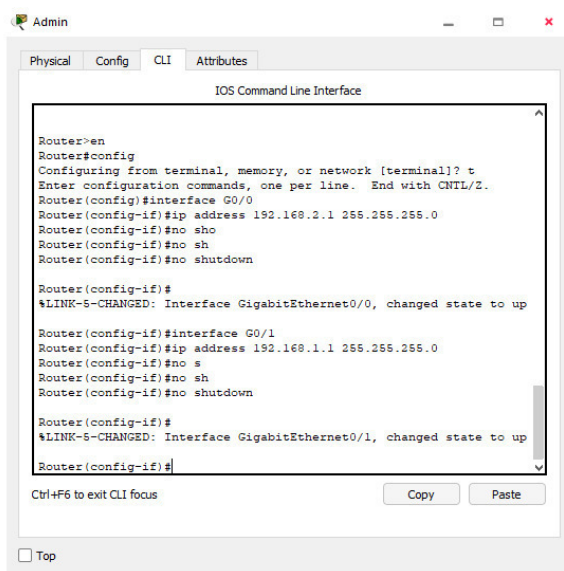 Admin
Physical Config CLI Attributes
IOS Command Line Interface
Router>en
Router#config
Configuring from terminal, memory, or network [terminal]? t
Enter configuration commands, one per line.  End with CNTL/Z.
Router(config)#interface G0/0
Router(config-if)#ip address 192.168.2.1 255.255.255.0
Router(config-if)#no sho
Router(config-if)#no sh
Router(config-if)#no shutdown
Router(config-if)#
%LINK-5-CHANGED: Interface GigabitEthernet0/0, changed state to up
Router(config-if)#interface G0/1
Router(config-if)#ip address 192.168.1.1 255.255.255.0
Router(config-if)#no s
Router(config-if)#no sh
Router(config-if)#no shutdown
Router(config-if)#
%LINK-5-CHANGED: Interface GigabitEthernet0/1, changed state to up
Router(config-if)#
Ctrl+F6 to exit CLI focus Copy Paste
Top